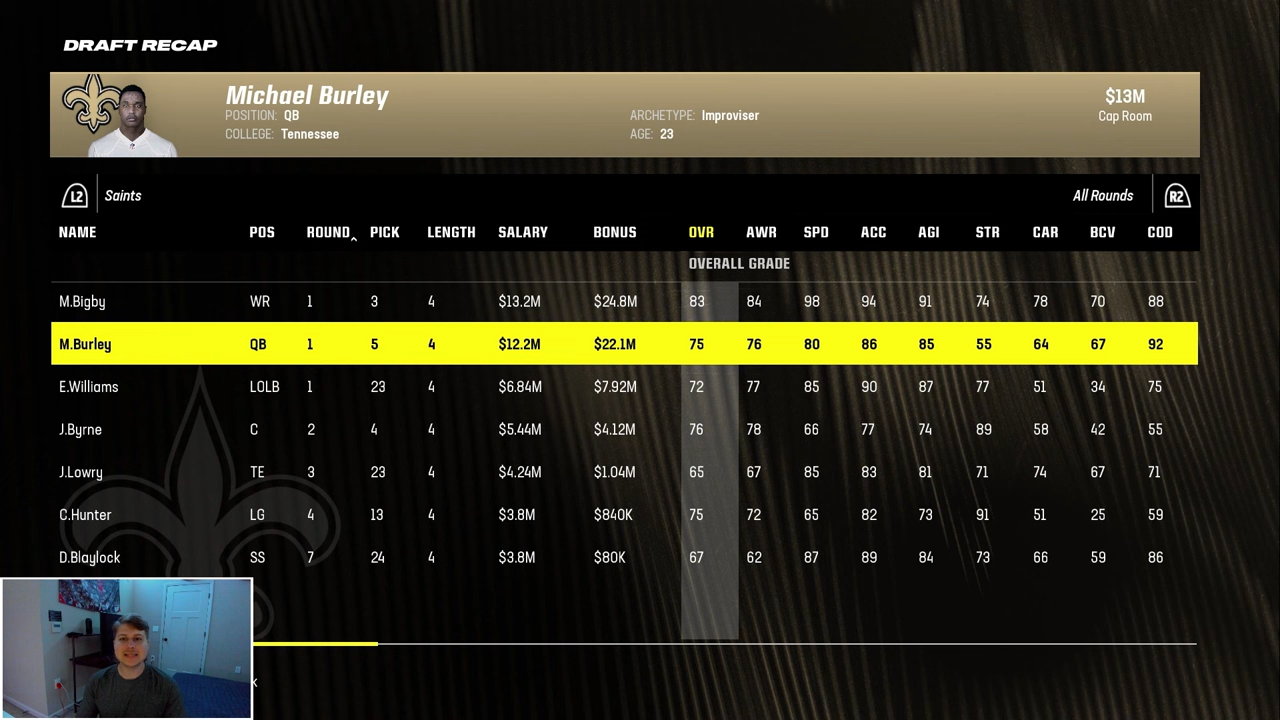 DRAFT RECAP
Michael Burley
POSITION: QB
COLLEGE: Tennessee
ARCHETYPE: Improviser
AGE: 23
$13M
Cap Room
L2 Saints All Rounds R2
NAME POS ROUND PICK LENGTH SALARY BONUS OVR AWR SPD ACC AGI STR CAR BCV COD
OVERALL GRADE
M.Bigby WR 1 3 4 $13.2M $24.8M 83 84 98 94 91 74 78 70 88
M.Burley QB 1 5 4 $12.2M $22.1M 75 76 80 86 85 55 64 67 92
E.Williams LOLB 1 23 4 $6.84M $7.92M 72 77 85 90 87 77 51 34 75
J.Byrne C 2 4 4 $5.44M $4.12M 76 78 66 77 74 89 58 42 55
J.Lowry TE 3 23 4 $4.24M $1.04M 65 67 85 83 81 71 74 67 71
C.Hunter LG 4 13 4 $3.8M $840K 75 72 65 82 73 91 51 25 59
D.Blaylock SS 7 24 4 $3.8M $80K 67 62 87 89 84 73 66 59 86